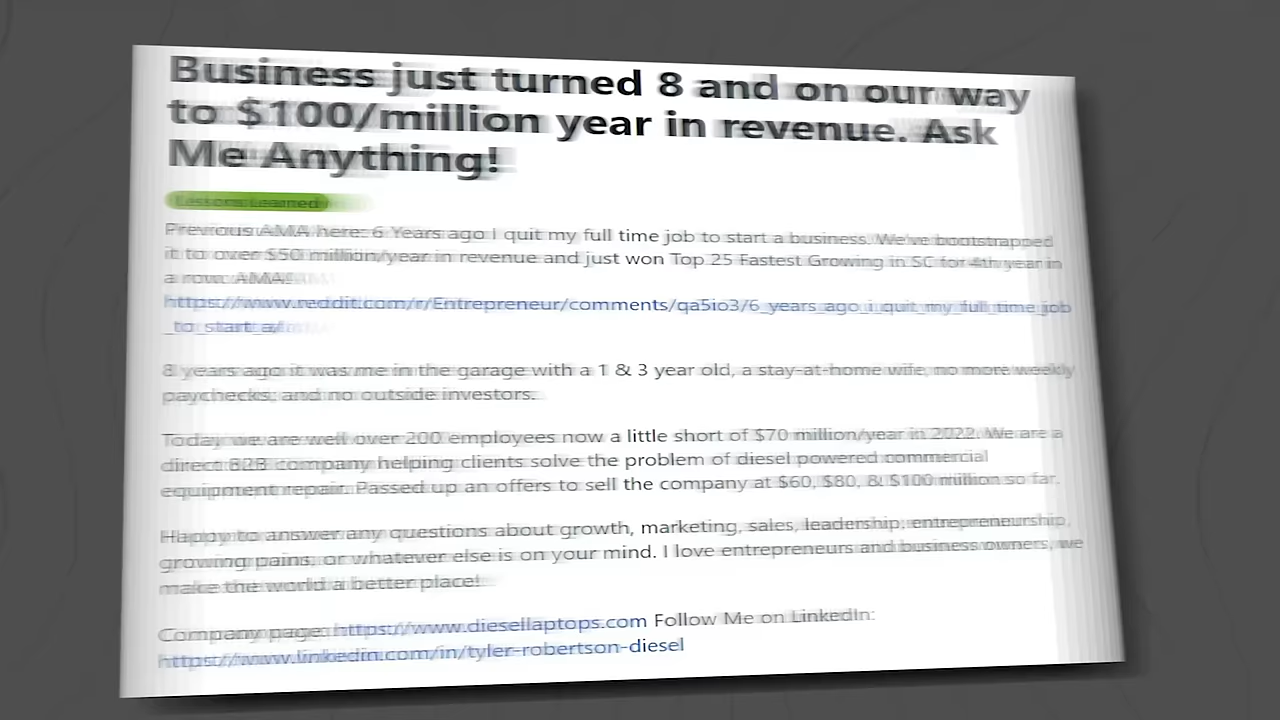 Business just turned 8 and on our way
to $100/million year in revenue. Ask
Me Anything!
Lessons Learned
Previous AMA here: 6 Years ago I quit my full time job to start a business. We've bootstrapped
it to over $50 million/year in revenue and just won Top 25 Fastest Growing in SC for 4th year in
a row. AMA!
https://www.reddit.com/r/Entrepreneur/comments/qa5io3/6_years_ago_i_quit_my_full_time_job
_to_start_a/
8 years ago it was me in the garage with a 1 & 3 year old, a stay-at-home wife, no more weekly
paychecks, and no outside investors.
Today we are well over 200 employees now a little short of $70 million/year in 2022. We are a
direct B2B company helping clients solve the problem of diesel powered commercial
equipment repair. Passed up an offers to sell the company at $60, $80, & $100 million so far.
Happy to answer any questions about growth, marketing, sales, leadership, entrepreneurship,
growing pains, or whatever else is on your mind. I love entrepreneurs and business owners, we
make the world a better place!
Company page: https://www.diesellaptops.com Follow Me on LinkedIn:
https://www.linkedin.com/in/tyler-robertson-diesel